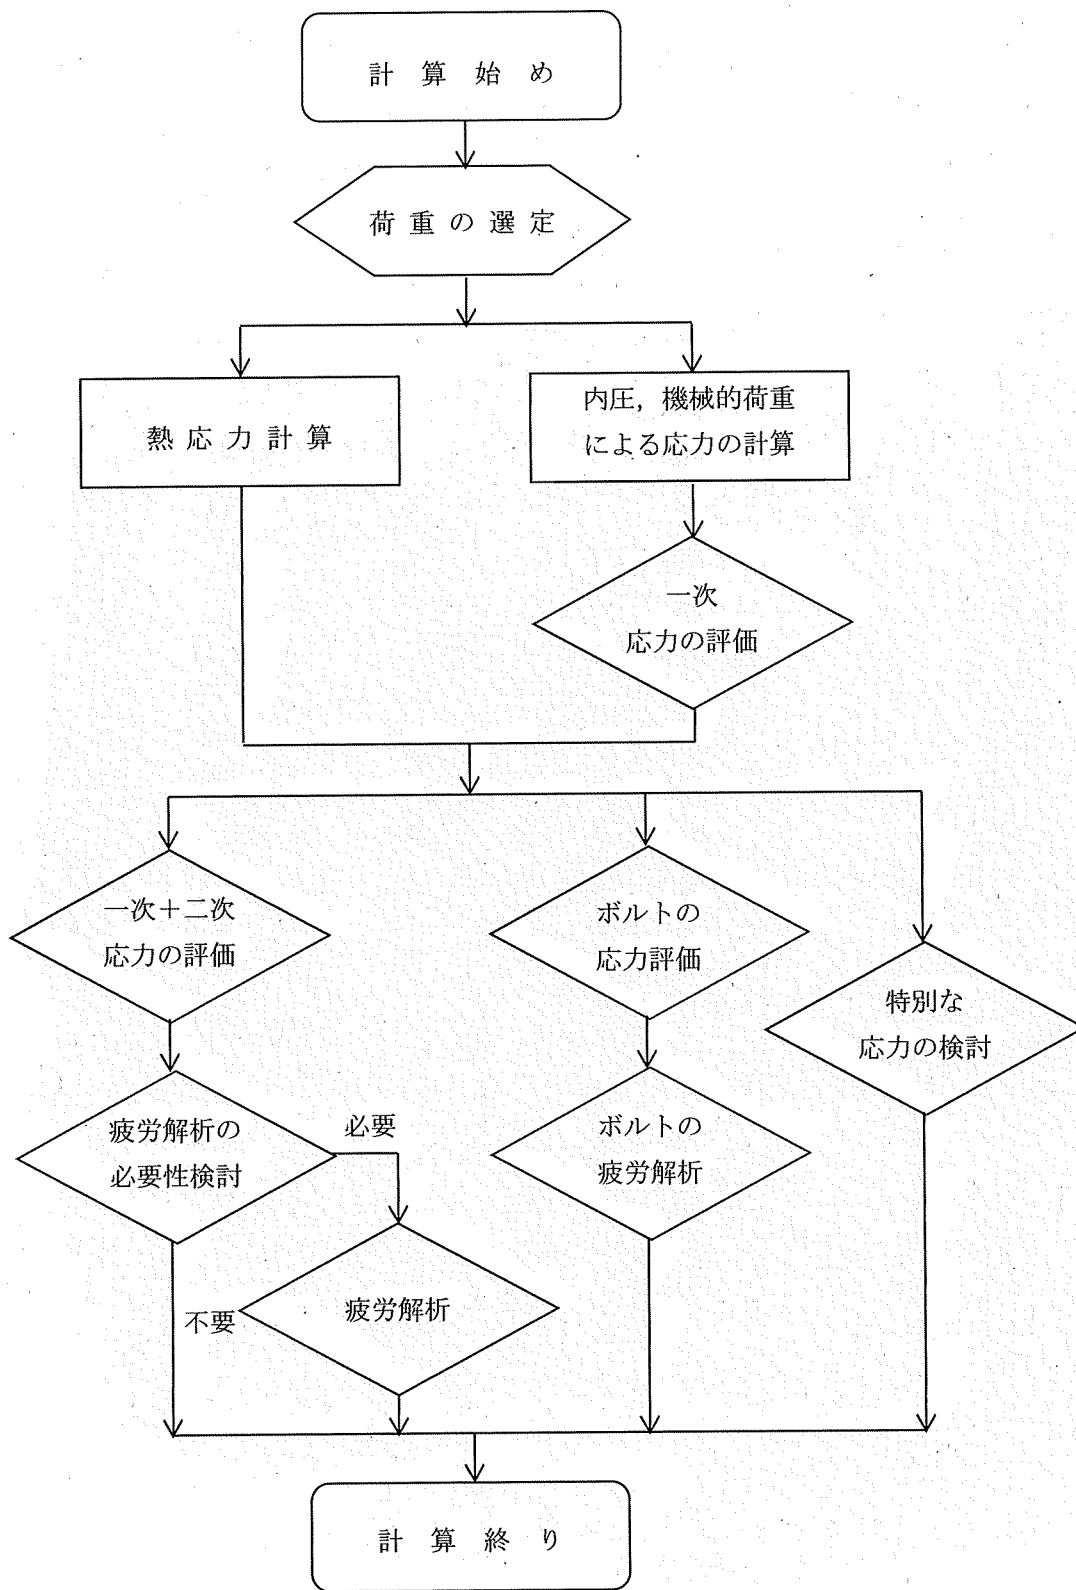 計算始め
荷重の選定
熱応力計算
内圧，機械的荷重
による応力の計算
一次
応力の評価
一次＋二次
応力の評価
ボルトの
応力評価
特別な
応力の検討
疲労解析の
必要性検討
必要
ボルトの
疲労解析
不要
疲労解析
計算終り